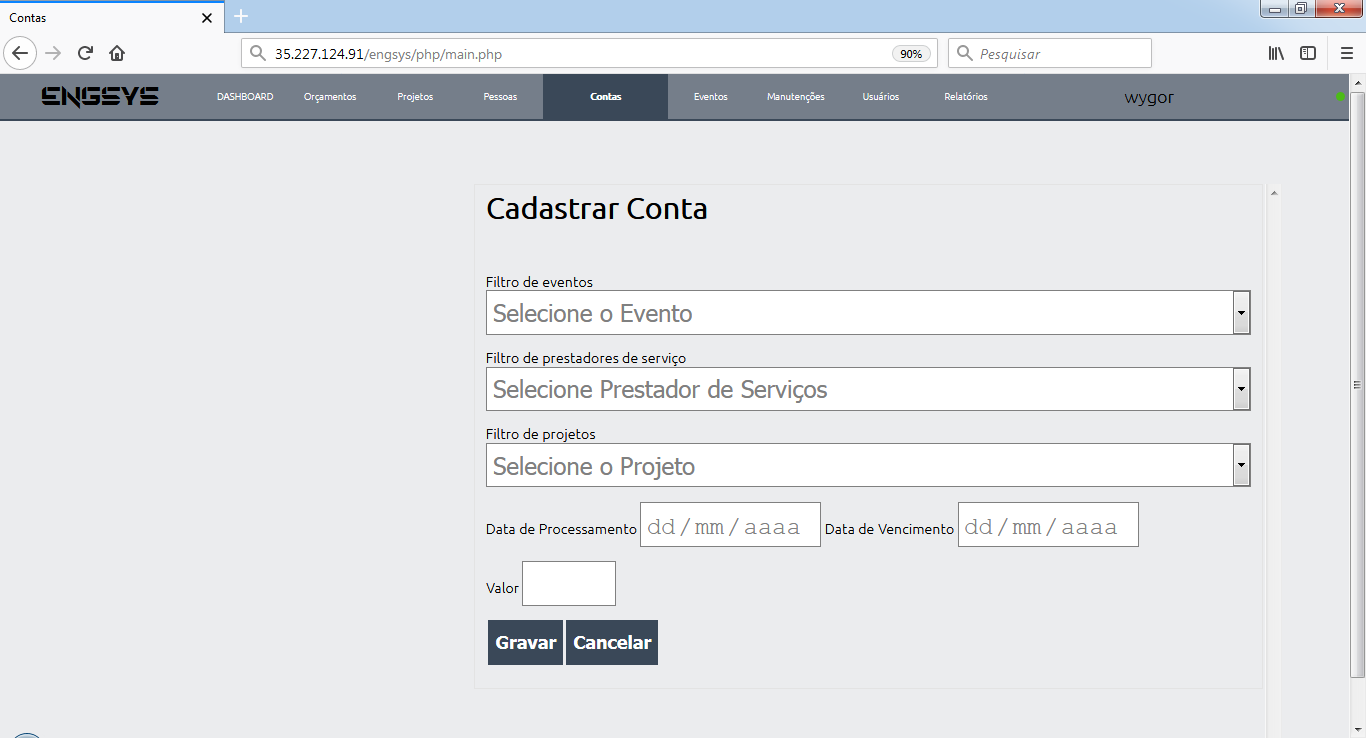 Contas
35.227.124.91/engsys/php/main.php 90% Pesquisar
ENGSYS DASHBOARD Orçamentos Projetos Pessoas Contas Eventos Manutenções Usuários Relatórios wygor
Cadastrar Conta
Filtro de eventos
Selecione o Evento
Filtro de prestadores de serviço
Selecione Prestador de Serviços
Filtro de projetos
Selecione o Projeto
Data de Processamento dd/mm/aaaa Data de Vencimento dd/mm/aaaa
Valor
Gravar Cancelar